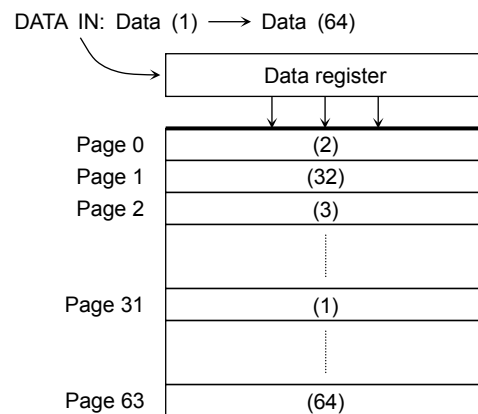 DATA IN: Data (1) → Data (64)
Data register
Page 0 (2)
Page 1 (32)
Page 2 (3)
Page 31 (1)
Page 63 (64)